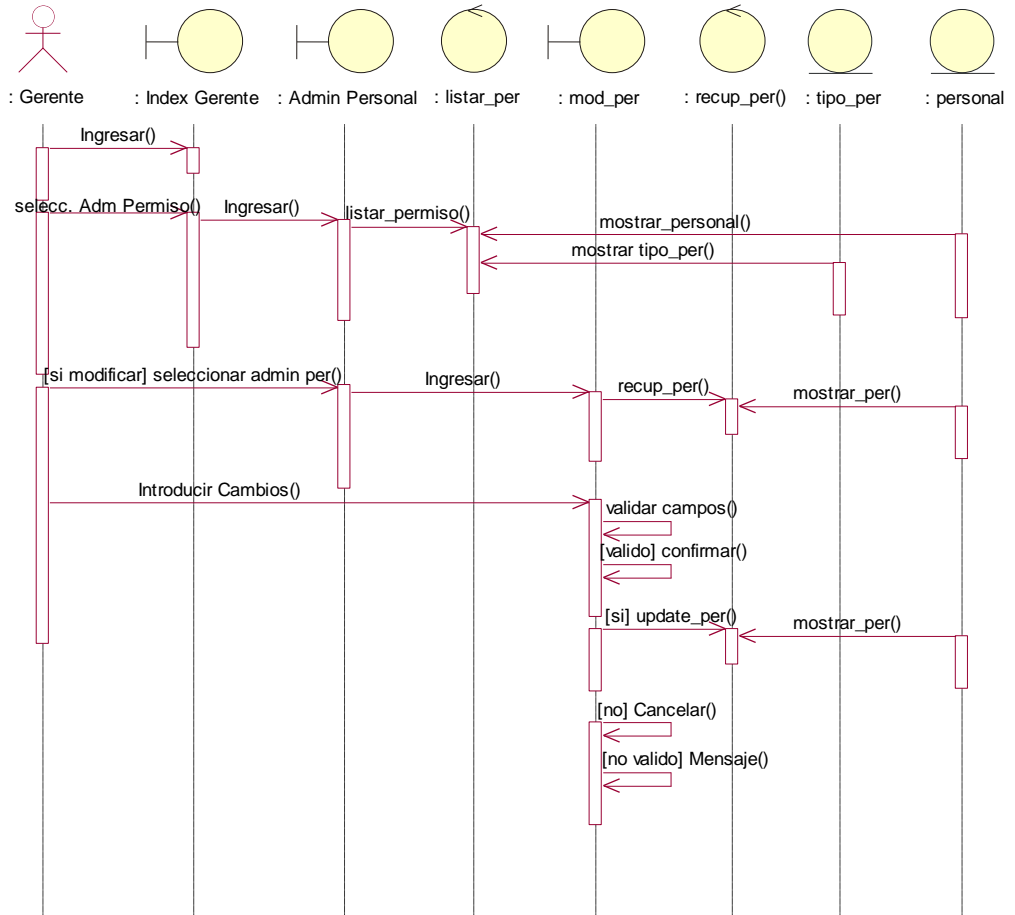 : Gerente
: Index Gerente
: Admin Personal
: listar_per
: mod_per
: recup_per()
: tipo_per
: personal
Ingresar()
selecc. Adm Permiso()
Ingresar()
listar_permiso()
mostrar_personal()
mostrar tipo_per()
[si modificar] seleccionar admin per()
Ingresar()
recup_per()
mostrar_per()
Introducir Cambios()
validar campos()
[valido] confirmar()
[si] update_per()
mostrar_per()
[no] Cancelar()
[no valido] Mensaje()